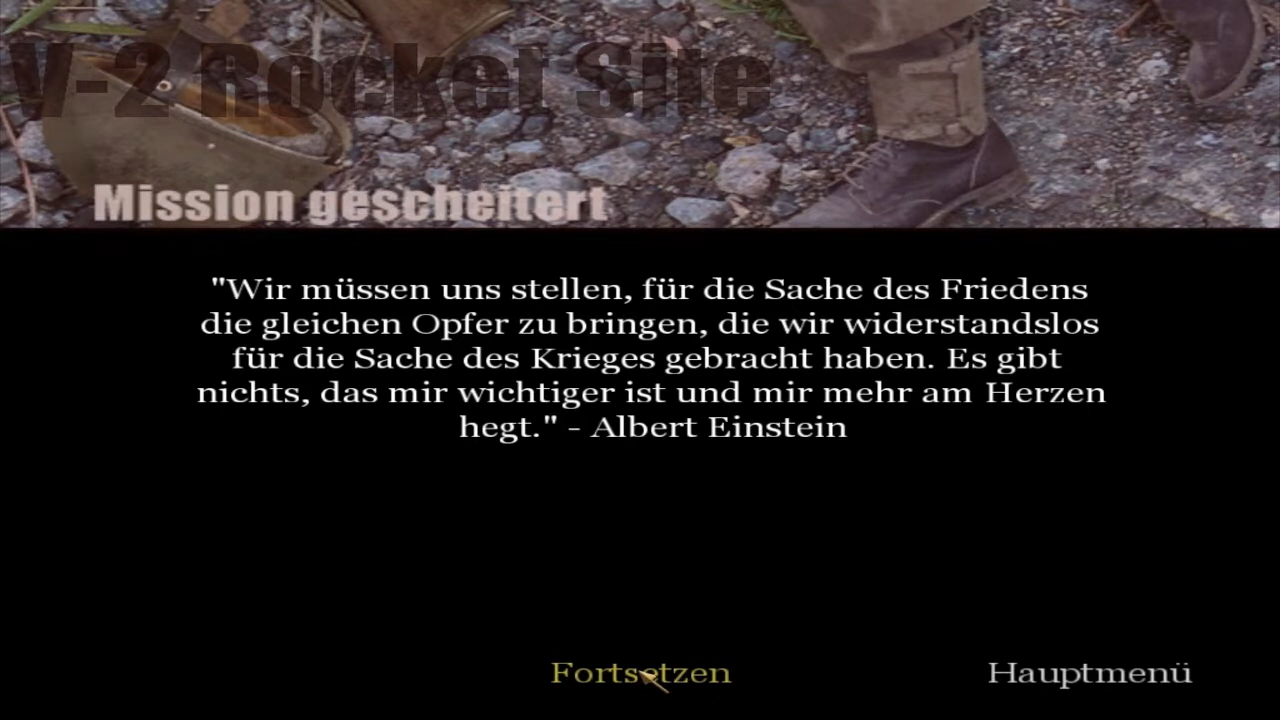 V-2 Rocket Site
Mission gescheitert
"Wir müssen uns stellen, für die Sache des Friedens
die gleichen Opfer zu bringen, die wir widerstandslos
für die Sache des Krieges gebracht haben. Es gibt
nichts, das mir wichtiger ist und mir mehr am Herzen
hegt." - Albert Einstein
Fortsetzen
Hauptmenü